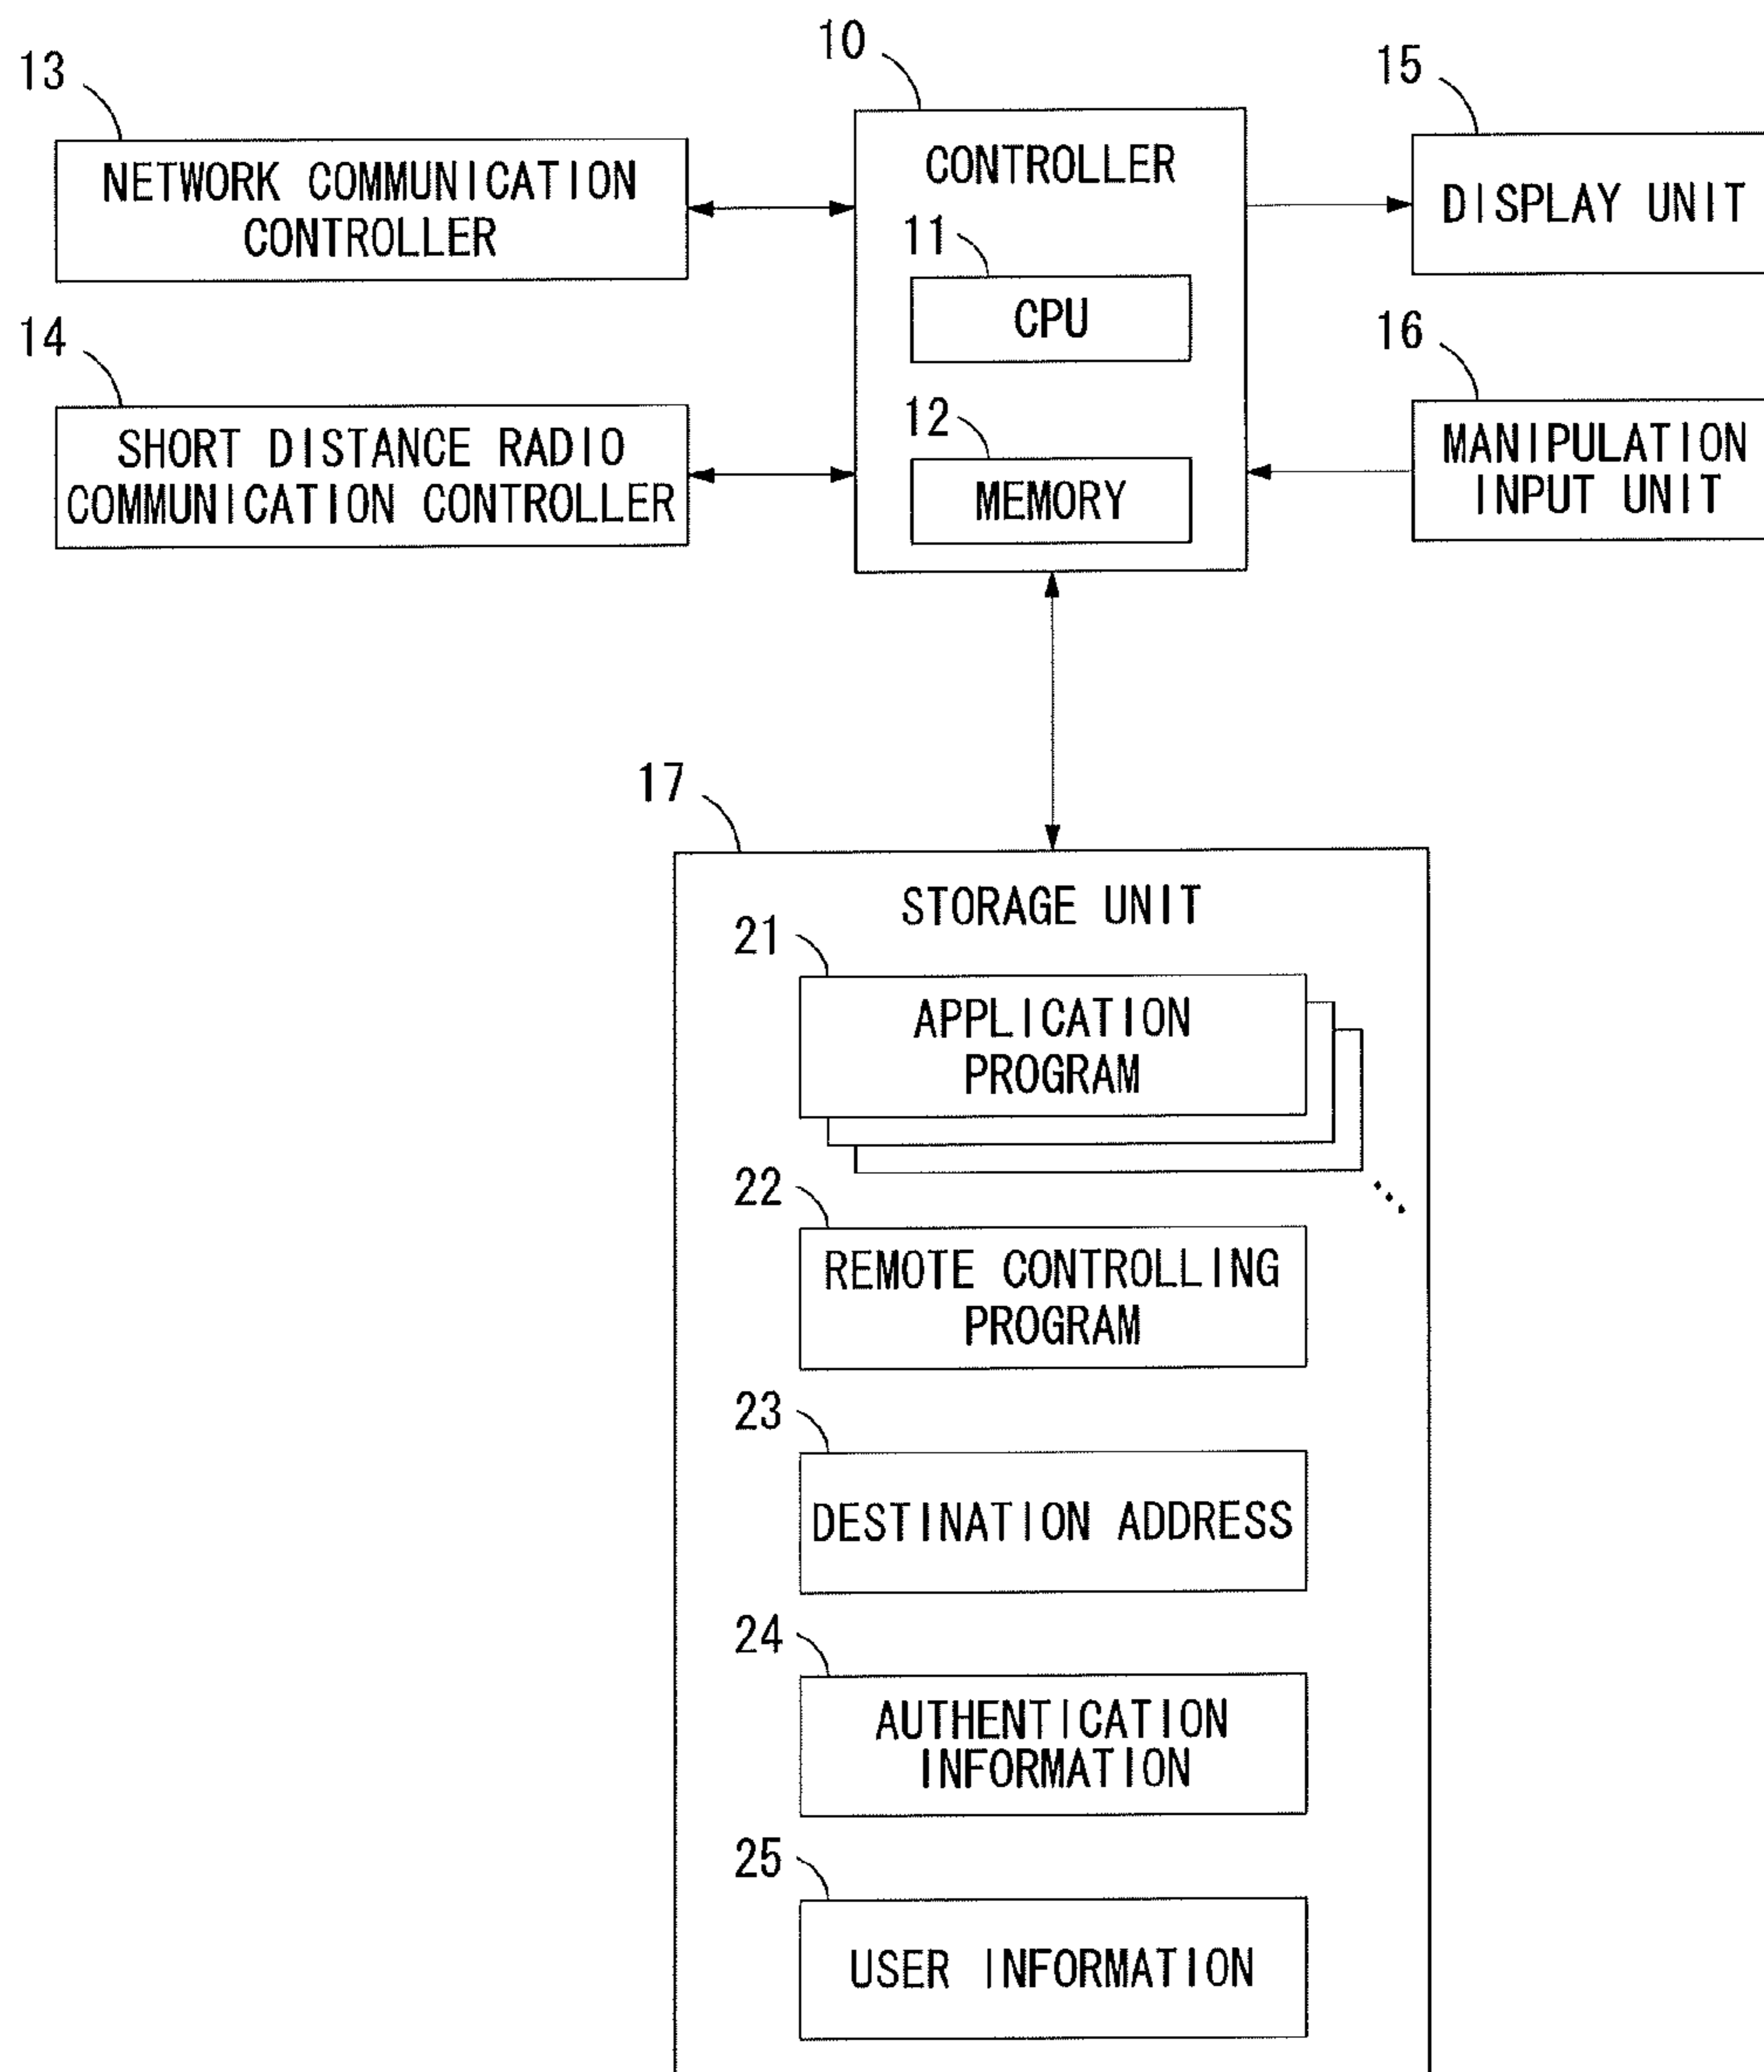 13
NETWORK COMMUNICATION
CONTROLLER
14
SHORT DISTANCE RADIO
COMMUNICATION CONTROLLER
10
CONTROLLER
11
CPU
12
MEMORY
15
DISPLAY UNIT
16
MANIPULATION
INPUT UNIT
17
STORAGE UNIT
21
APPLICATION
PROGRAM
22
REMOTE CONTROLLING
PROGRAM
23
DESTINATION ADDRESS
24
AUTHENTICATION
INFORMATION
25
USER INFORMATION